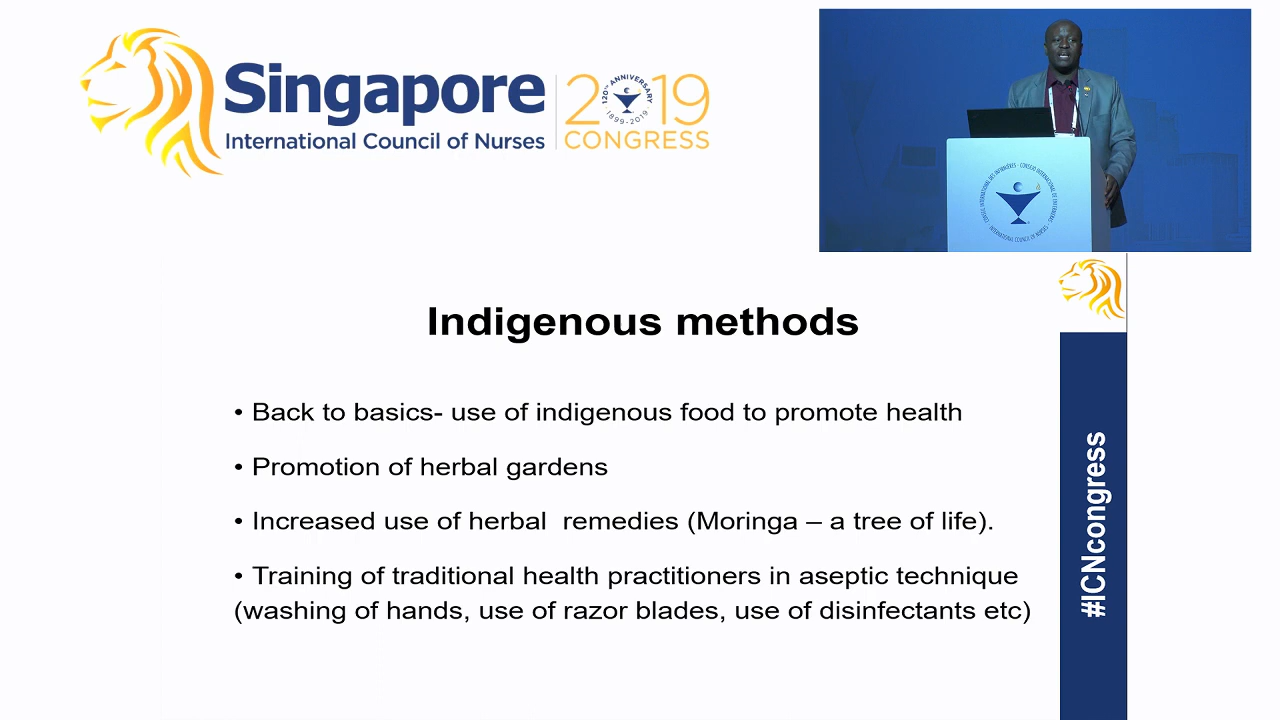 Singapore
International Council of Nurses
2019
120TH ANNIVERSARY
1899-2019
CONGRESS
Indigenous methods
• Back to basics- use of indigenous food to promote health
• Promotion of herbal gardens
• Increased use of herbal  remedies (Moringa – a tree of life).
• Training of traditional health practitioners in aseptic technique
(washing of hands, use of razor blades, use of disinfectants etc)
#ICNcongress